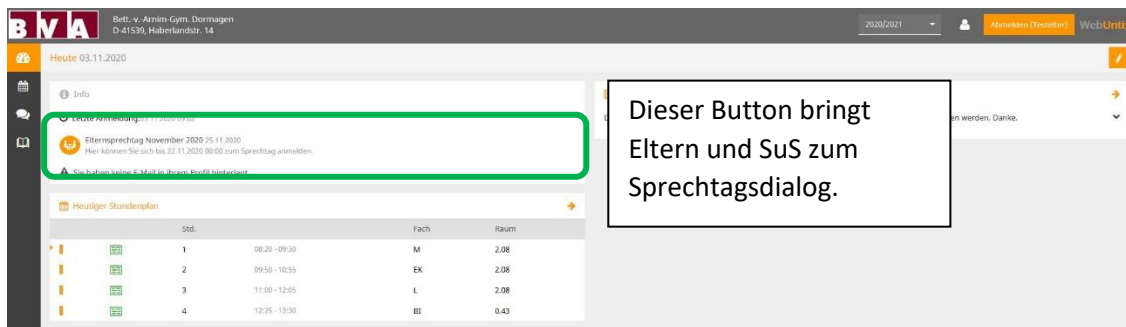 BVA
Bett.-v.-Arnim-Gym. Dormagen
D-41539, Haberlandstr. 14
2020/2021
Abmelden (Testelter)
WebUnti
Heute 03.11.2020
Info
Letzte Anmeldung:
Elternsprechtag November 2020 25.11.2020
Hier können Sie sich bis 22.11.2020 00:00 zum Sprechtag anmelden.
Sie haben keine E-Mail in ihrem Profil hinterlegt
en werden. Danke.
Dieser Button bringt
Eltern und SuS zum
Sprechtagsdialog.
Heutiger Stundenplan
Std. Fach Raum
1 08:20 - 09:30 M 2.08
2 09:50 - 10:55 EK 2.08
3 11:00 - 12:05 L 2.08
4 12:25 - 13:30 BI 0.43